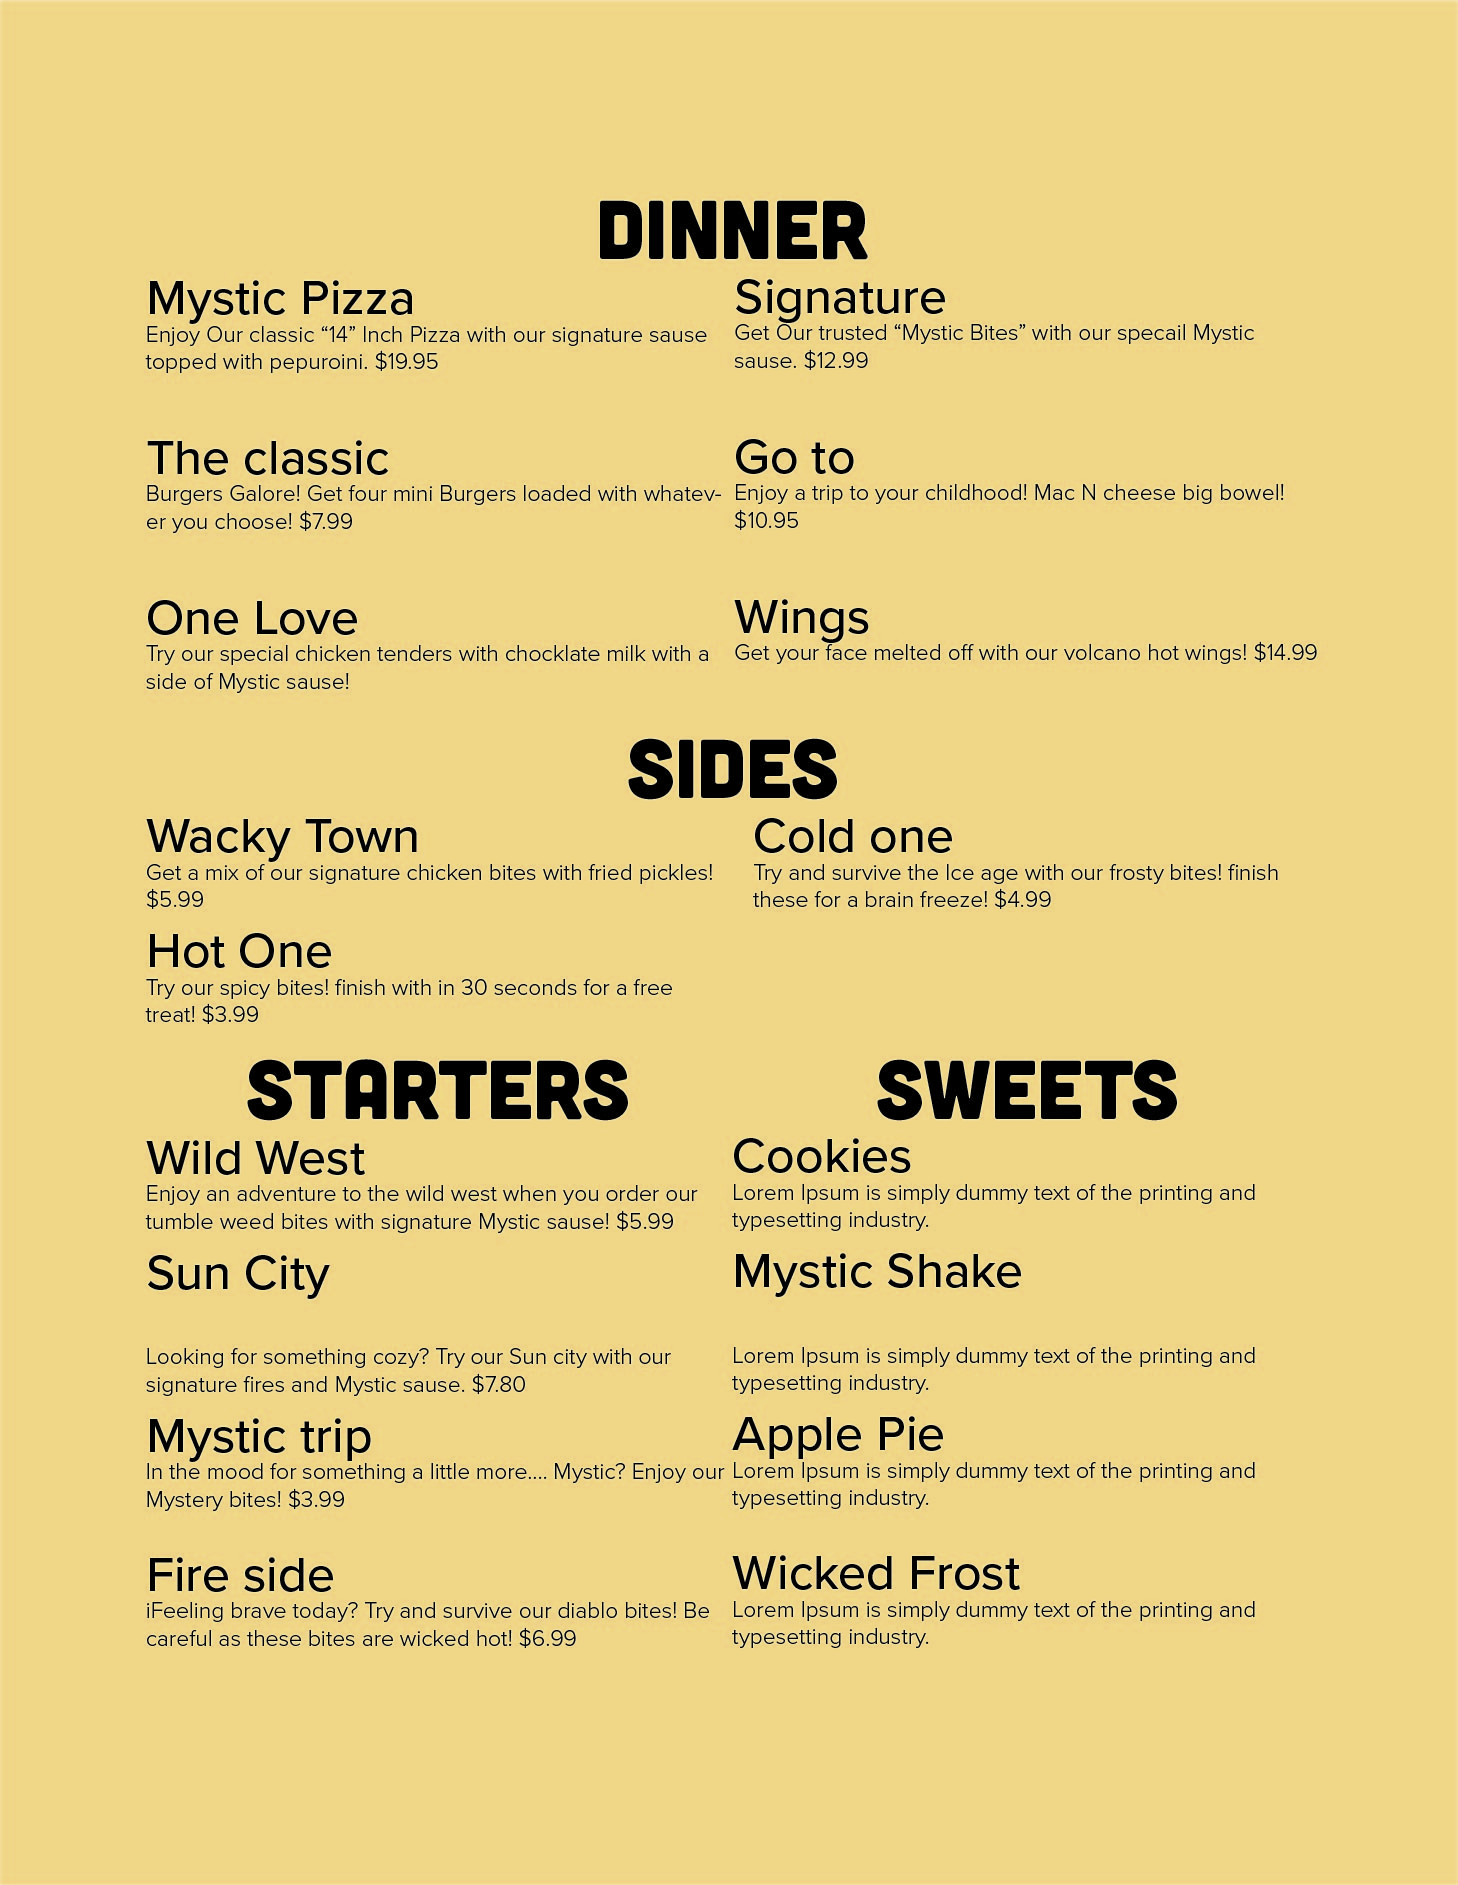 DINNER
Mystic Pizza
Enjoy Our classic “14” Inch Pizza with our signature sause
topped with pepuroini. $19.95
Signature
Get Our trusted “Mystic Bites” with our specail Mystic
sause. $12.99
The classic
Burgers Galore! Get four mini Burgers loaded with whatev-
er you choose! $7.99
Go to
Enjoy a trip to your childhood! Mac N cheese big bowel!
$10.95
One Love
Try our special chicken tenders with chocklate milk with a
side of Mystic sause!
Wings
Get your face melted off with our volcano hot wings! $14.99
SIDES
Wacky Town
Get a mix of our signature chicken bites with fried pickles!
$5.99
Cold one
Try and survive the Ice age with our frosty bites! finish
these for a brain freeze! $4.99
Hot One
Try our spicy bites! finish with in 30 seconds for a free
treat! $3.99
STARTERS
Wild West
Enjoy an adventure to the wild west when you order our
tumble weed bites with signature Mystic sause! $5.99
Sun City
Looking for something cozy? Try our Sun city with our
signature fires and Mystic sause. $7.80
Mystic trip
In the mood for something a little more.... Mystic? Enjoy our
Mystery bites! $3.99
Fire side
iFeeling brave today? Try and survive our diablo bites! Be
careful as these bites are wicked hot! $6.99
SWEETS
Cookies
Lorem Ipsum is simply dummy text of the printing and
typesetting industry.
Mystic Shake
Lorem Ipsum is simply dummy text of the printing and
typesetting industry.
Apple Pie
Lorem Ipsum is simply dummy text of the printing and
typesetting industry.
Wicked Frost
Lorem Ipsum is simply dummy text of the printing and
typesetting industry.